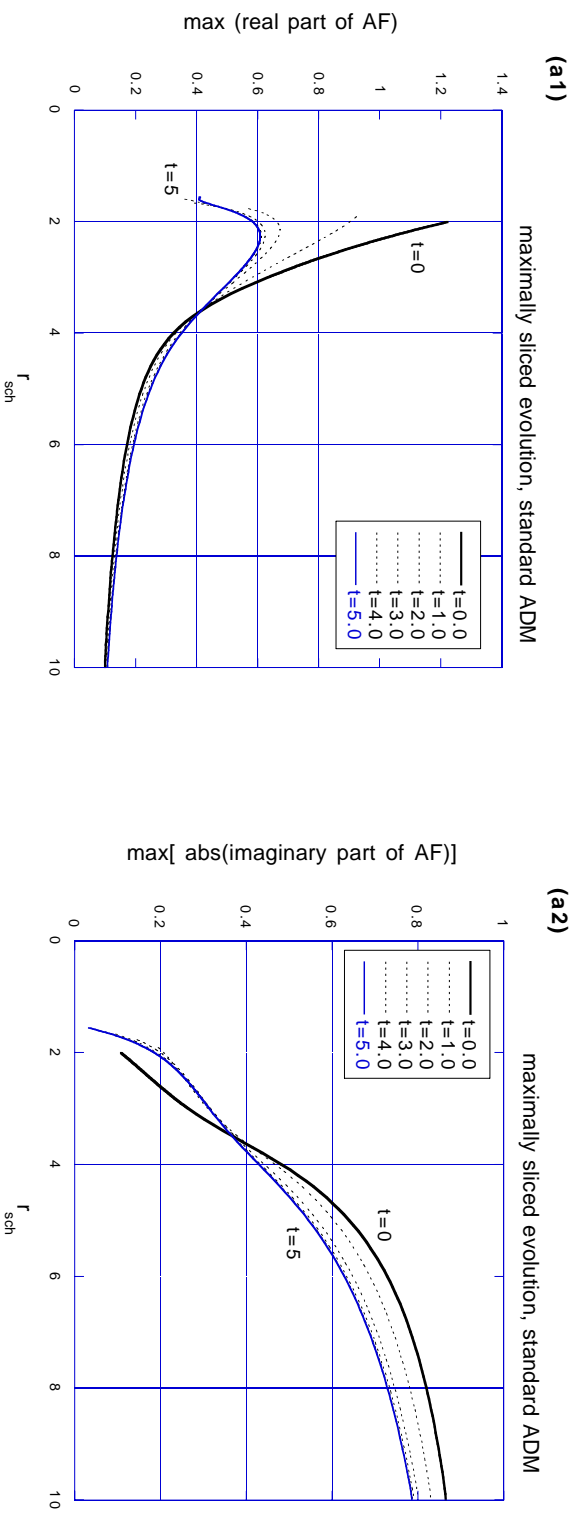 (a1)
maximally sliced evolution, standard ADM
max (real part of AF)
1.4
1.2
1
0.8
0.6
0.4
0.2
0
t=0
t=5
t=0.0
t=1.0
t=2.0
t=3.0
t=4.0
t=5.0
0 2 4 6 8 10
r sch
(a2)
maximally sliced evolution, standard ADM
max[ abs(imaginary part of AF)]
1
0.8
0.6
0.4
0.2
0
t=0.0
t=1.0
t=2.0
t=3.0
t=4.0
t=5.0
t=0
t=5
0 2 4 6 8 10
r sch